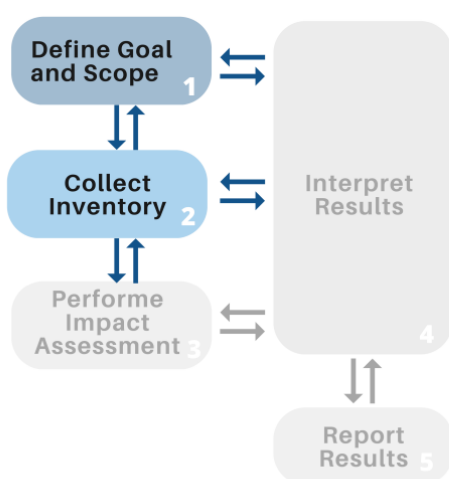 Define Goal
and Scope
1
Collect
Inventory
2
Interpret
Results
4
Performe
Impact
Assessment
3
Report
Results
5